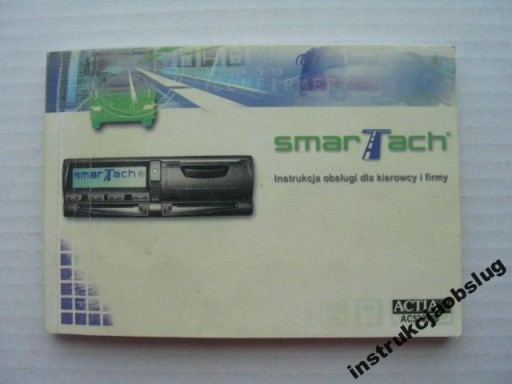 smarTach®
Instrukcja obsługi dla kierowcy i firmy
smarTach®
ACTIA
instrukcjaobslug